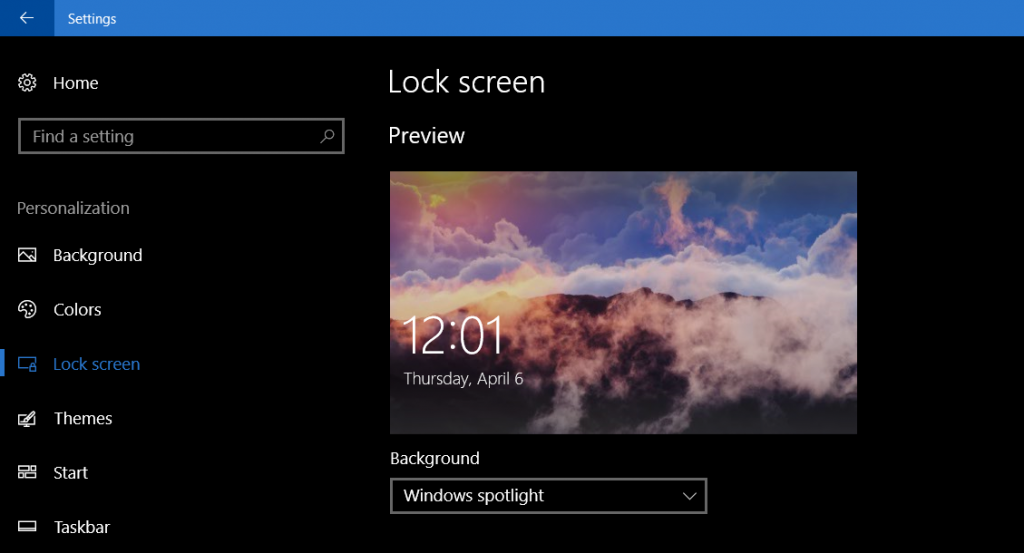 Settings
Home
Find a setting
Personalization
Background
Colors
Lock screen
Themes
Start
Taskbar
Lock screen
Preview
12:01
Thursday, April 6
Background
Windows spotlight